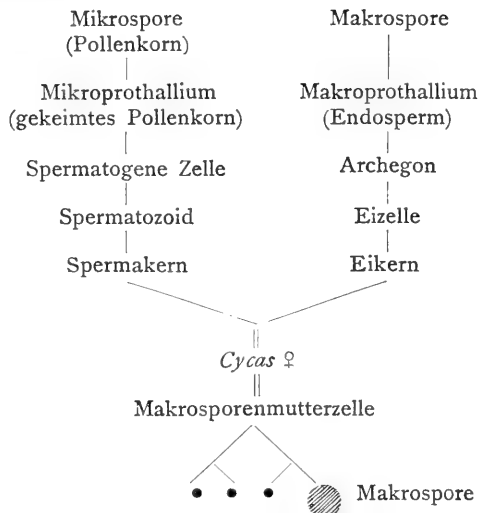 Mikrospore
(Pollenkorn)
Makrospore
Mikroprothallium
(gekeimtes Pollenkorn)
Makroprothallium
(Endosperm)
Spermatogene Zelle
Archegon
Spermatozoid
Eizelle
Spermakern
Eikern
Cycas ♀
Makrosporenmutterzelle
Makrospore